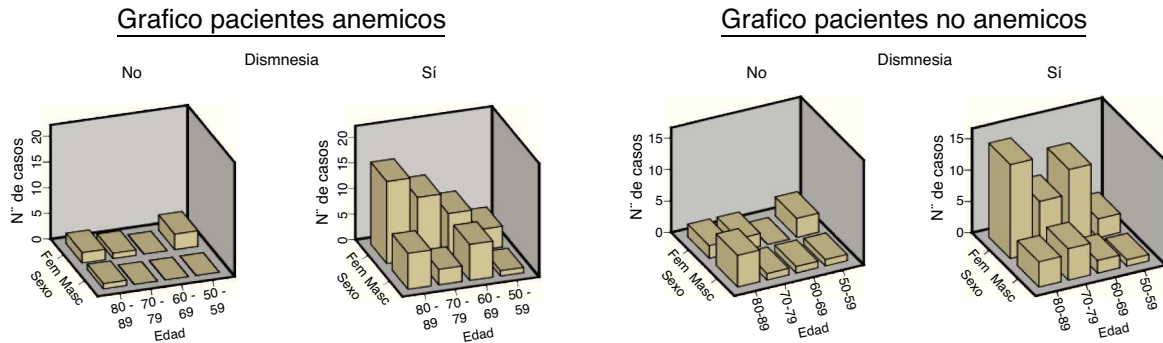 Grafico pacientes anemicos
Dismnesia
No
Sí
N¨ de casos
20
15
10
5
0
Fem
Masc
Sexo
80 - 89
70 - 79
60 - 69
50 - 59
Edad
N¨ de casos
20
15
10
5
0
Fem
Masc
Sexo
80 - 89
70 - 79
60 - 69
50 - 59
Edad
Grafico pacientes no anemicos
Dismnesia
No
Sí
N¨ de casos
15
10
5
0
Fem
Masc
Sexo
80-89
70-79
60-69
50-59
Edad
N¨ de casos
15
10
5
0
Fem
Masc
Sexo
80-89
70-79
60-69
50-59
Edad